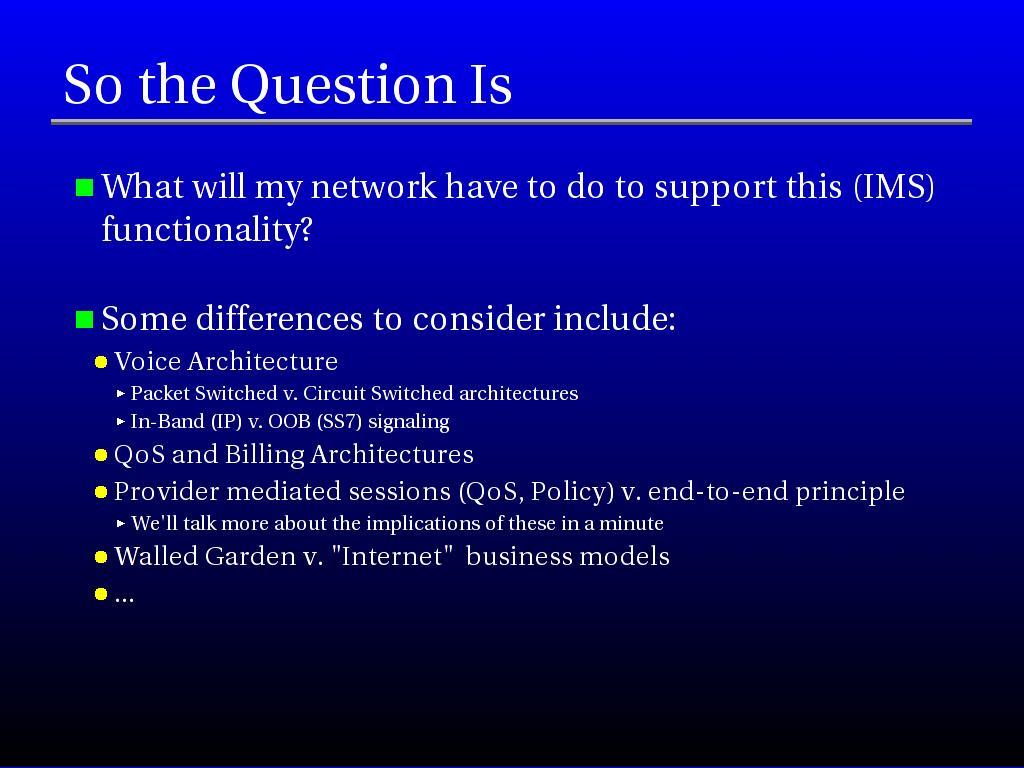 So the Question Is
What will my network have to do to support this (IMS)
functionality?
Some differences to consider include:
Voice Architecture
Packet Switched v. Circuit Switched architectures
In-Band (IP) v. OOB (SS7) signaling
QoS and Billing Architectures
Provider mediated sessions (QoS, Policy) v. end-to-end principle
We'll talk more about the implications of these in a minute
Walled Garden v. "Internet"  business models
...